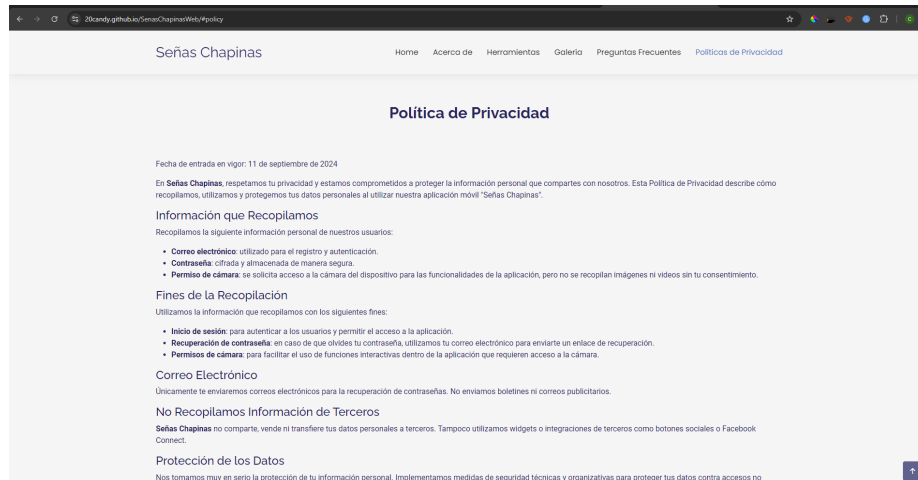 20candy.github.io/SenasChapinasWeb/#policy
Señas Chapinas
Home Acerca de Herramientas Galeria Preguntas Frecuentes Políticas de Privacidad
Política de Privacidad
Fecha de entrada en vigor: 11 de septiembre de 2024
En Señas Chapinas, respetamos tu privacidad y estamos comprometidos a proteger la información personal que compartes con nosotros. Esta Política de Privacidad describe cómo
recopilamos, utilizamos y protegemos tus datos personales al utilizar nuestra aplicación móvil "Señas Chapinas".
Información que Recopilamos
Recopilamos la siguiente información personal de nuestros usuarios:
• Correo electrónico: utilizado para el registro y autenticación.
• Contraseña: cifrada y almacenada de manera segura.
• Permiso de cámara: se solicita acceso a la cámara del dispositivo para las funcionalidades de la aplicación, pero no se recopilan imágenes ni videos sin tu consentimiento.
Fines de la Recopilación
Utilizamos la información que recopilamos con los siguientes fines:
• Inicio de sesión: para autenticar a los usuarios y permitir el acceso a la aplicación.
• Recuperación de contraseña: en caso de que olvides tu contraseña, utilizamos tu correo electrónico para enviarte un enlace de recuperación.
• Permisos de cámara: para facilitar el uso de funciones interactivas dentro de la aplicación que requieren acceso a la cámara.
Correo Electrónico
Únicamente te enviaremos correos electrónicos para la recuperación de contraseñas. No enviamos boletines ni correos publicitarios.
No Recopilamos Información de Terceros
Señas Chapinas no comparte, vende ni transfiere tus datos personales a terceros. Tampoco utilizamos widgets o integraciones de terceros como botones sociales o Facebook
Connect.
Protección de los Datos
Nos tomamos muy en serio la protección de tu información personal. Implementamos medidas de seguridad técnicas y organizativas para proteger tus datos contra accesos no